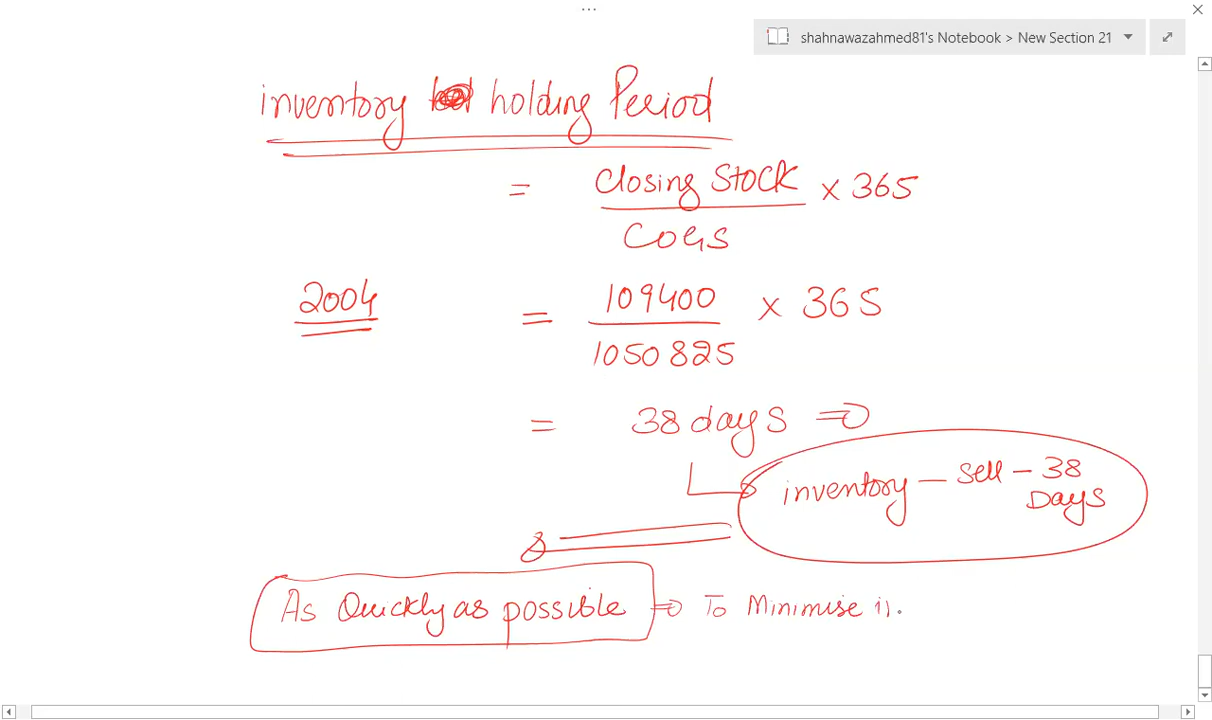 ...
shahnawazahmed81's Notebook > New Section 21
inventory holding Period
= Closing Stock × 365
COGS
2004 = 109400 × 365
1050825
= 38 days ⇒
inventory – Sell – 38
Days
As Quickly as possible ⇒ To Minimise